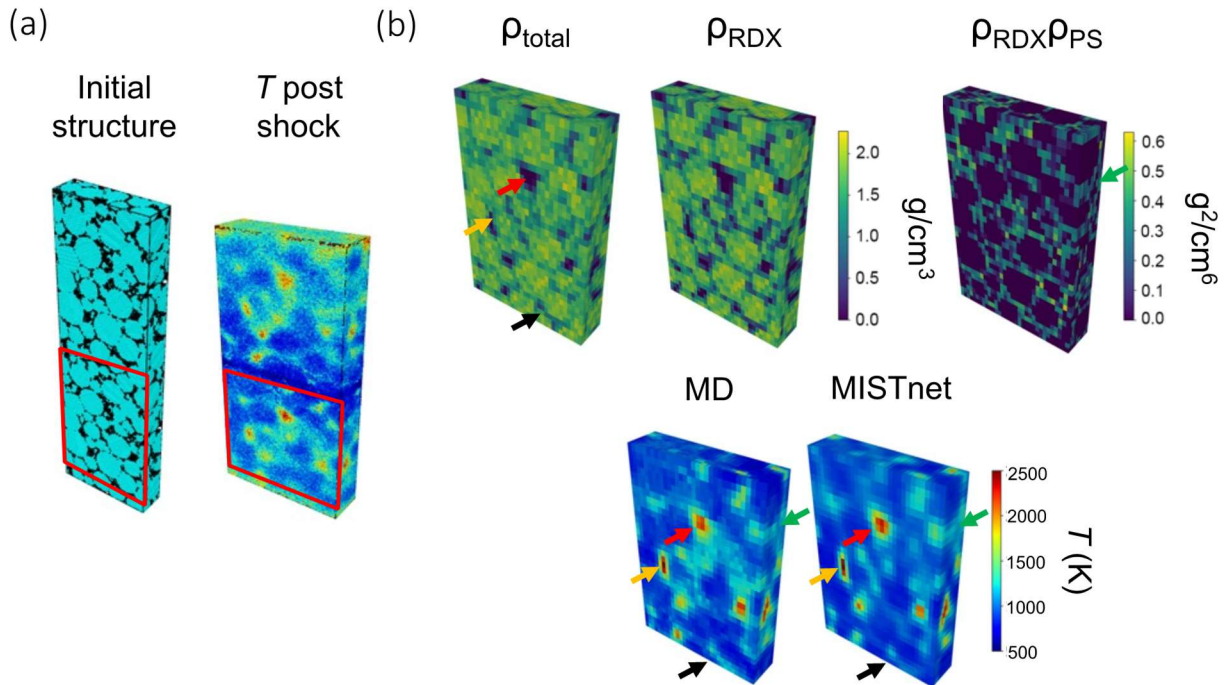 (a)
Initial
structure
T post
shock
(b)
ρtotal
ρRDX
ρRDXρPS
2.0
1.5
1.0
0.5
0.0
g/cm³
0.6
0.5
0.4
0.3
0.2
0.1
0.0
g²/cm⁶
MD
MISTnet
2500
2000
1500
1000
500
T (K)